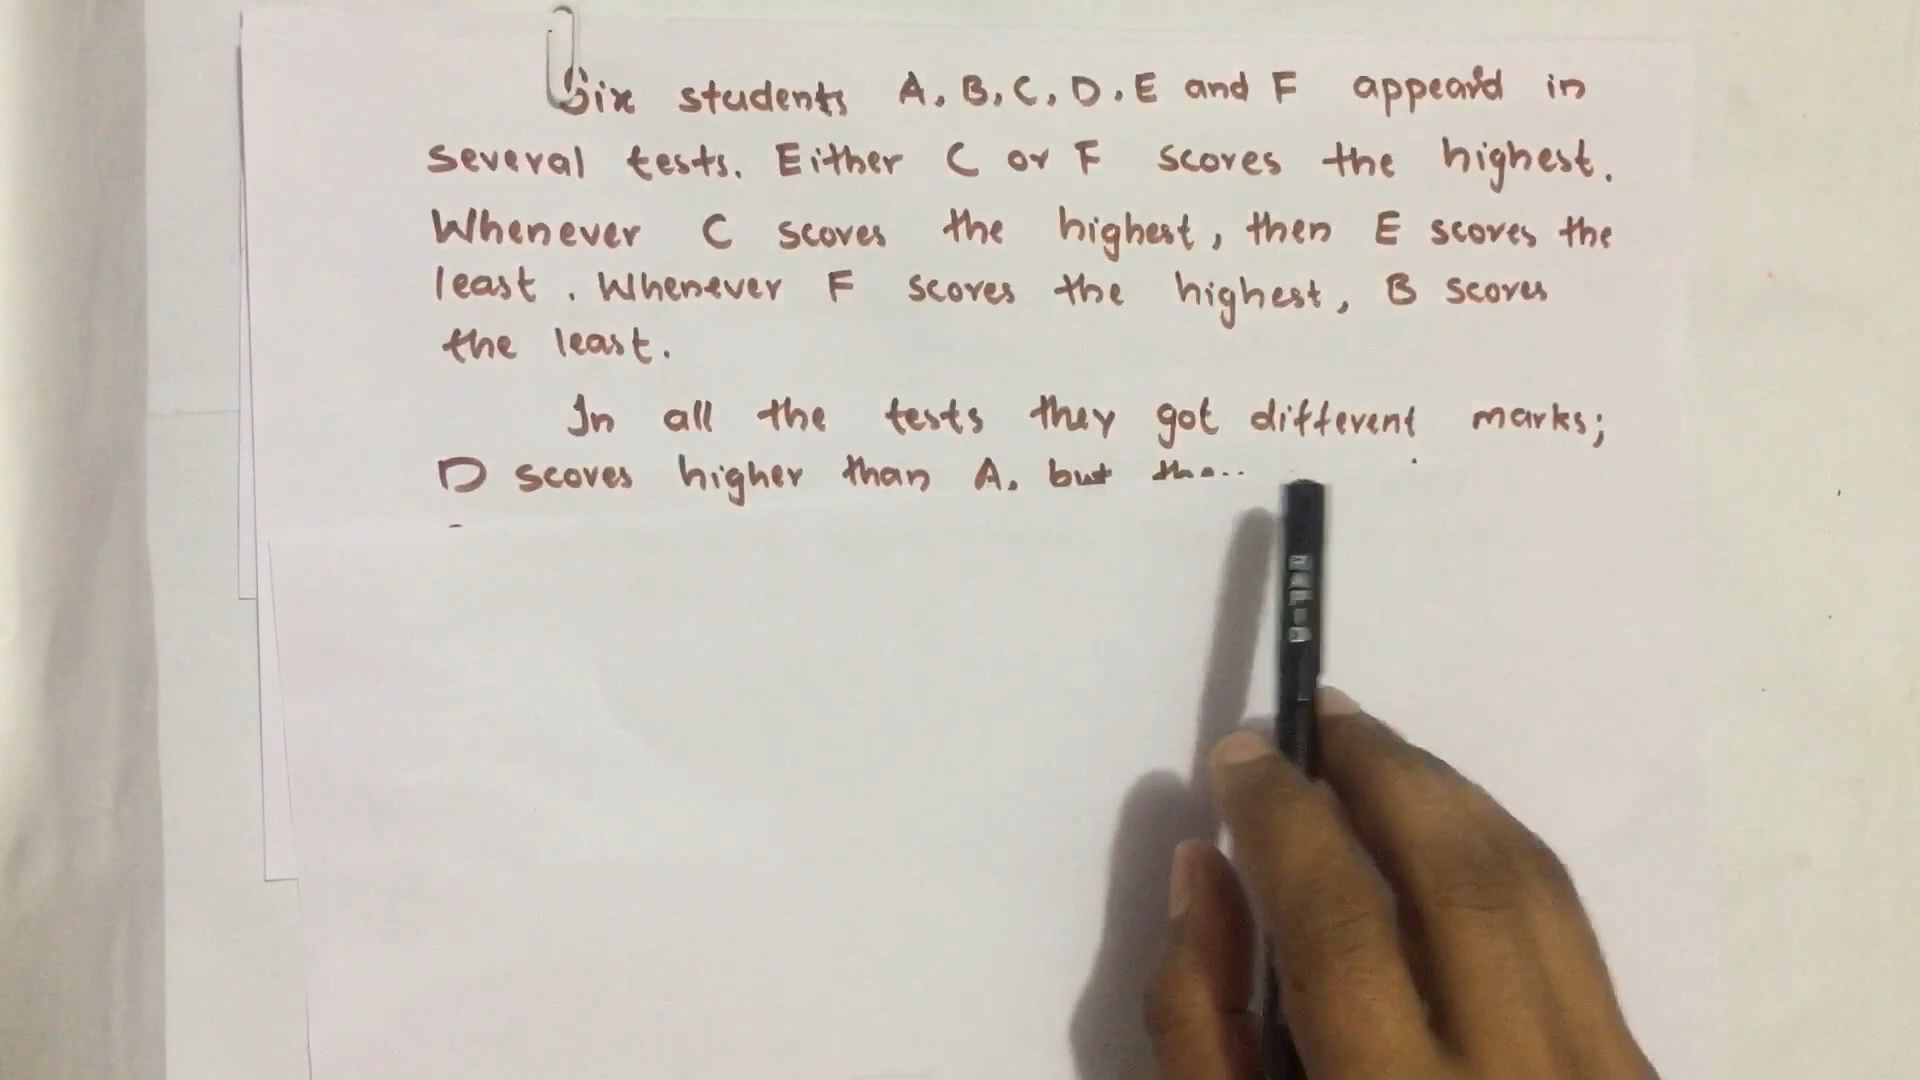 Six students A, B, C, D, E and F appeard in
several tests. Either C or F scores the highest.
Whenever C scores the highest, then E scores the
least. Whenever F scores the highest, B scores
the least.
In all the tests they got different marks;
D scores higher than A. but